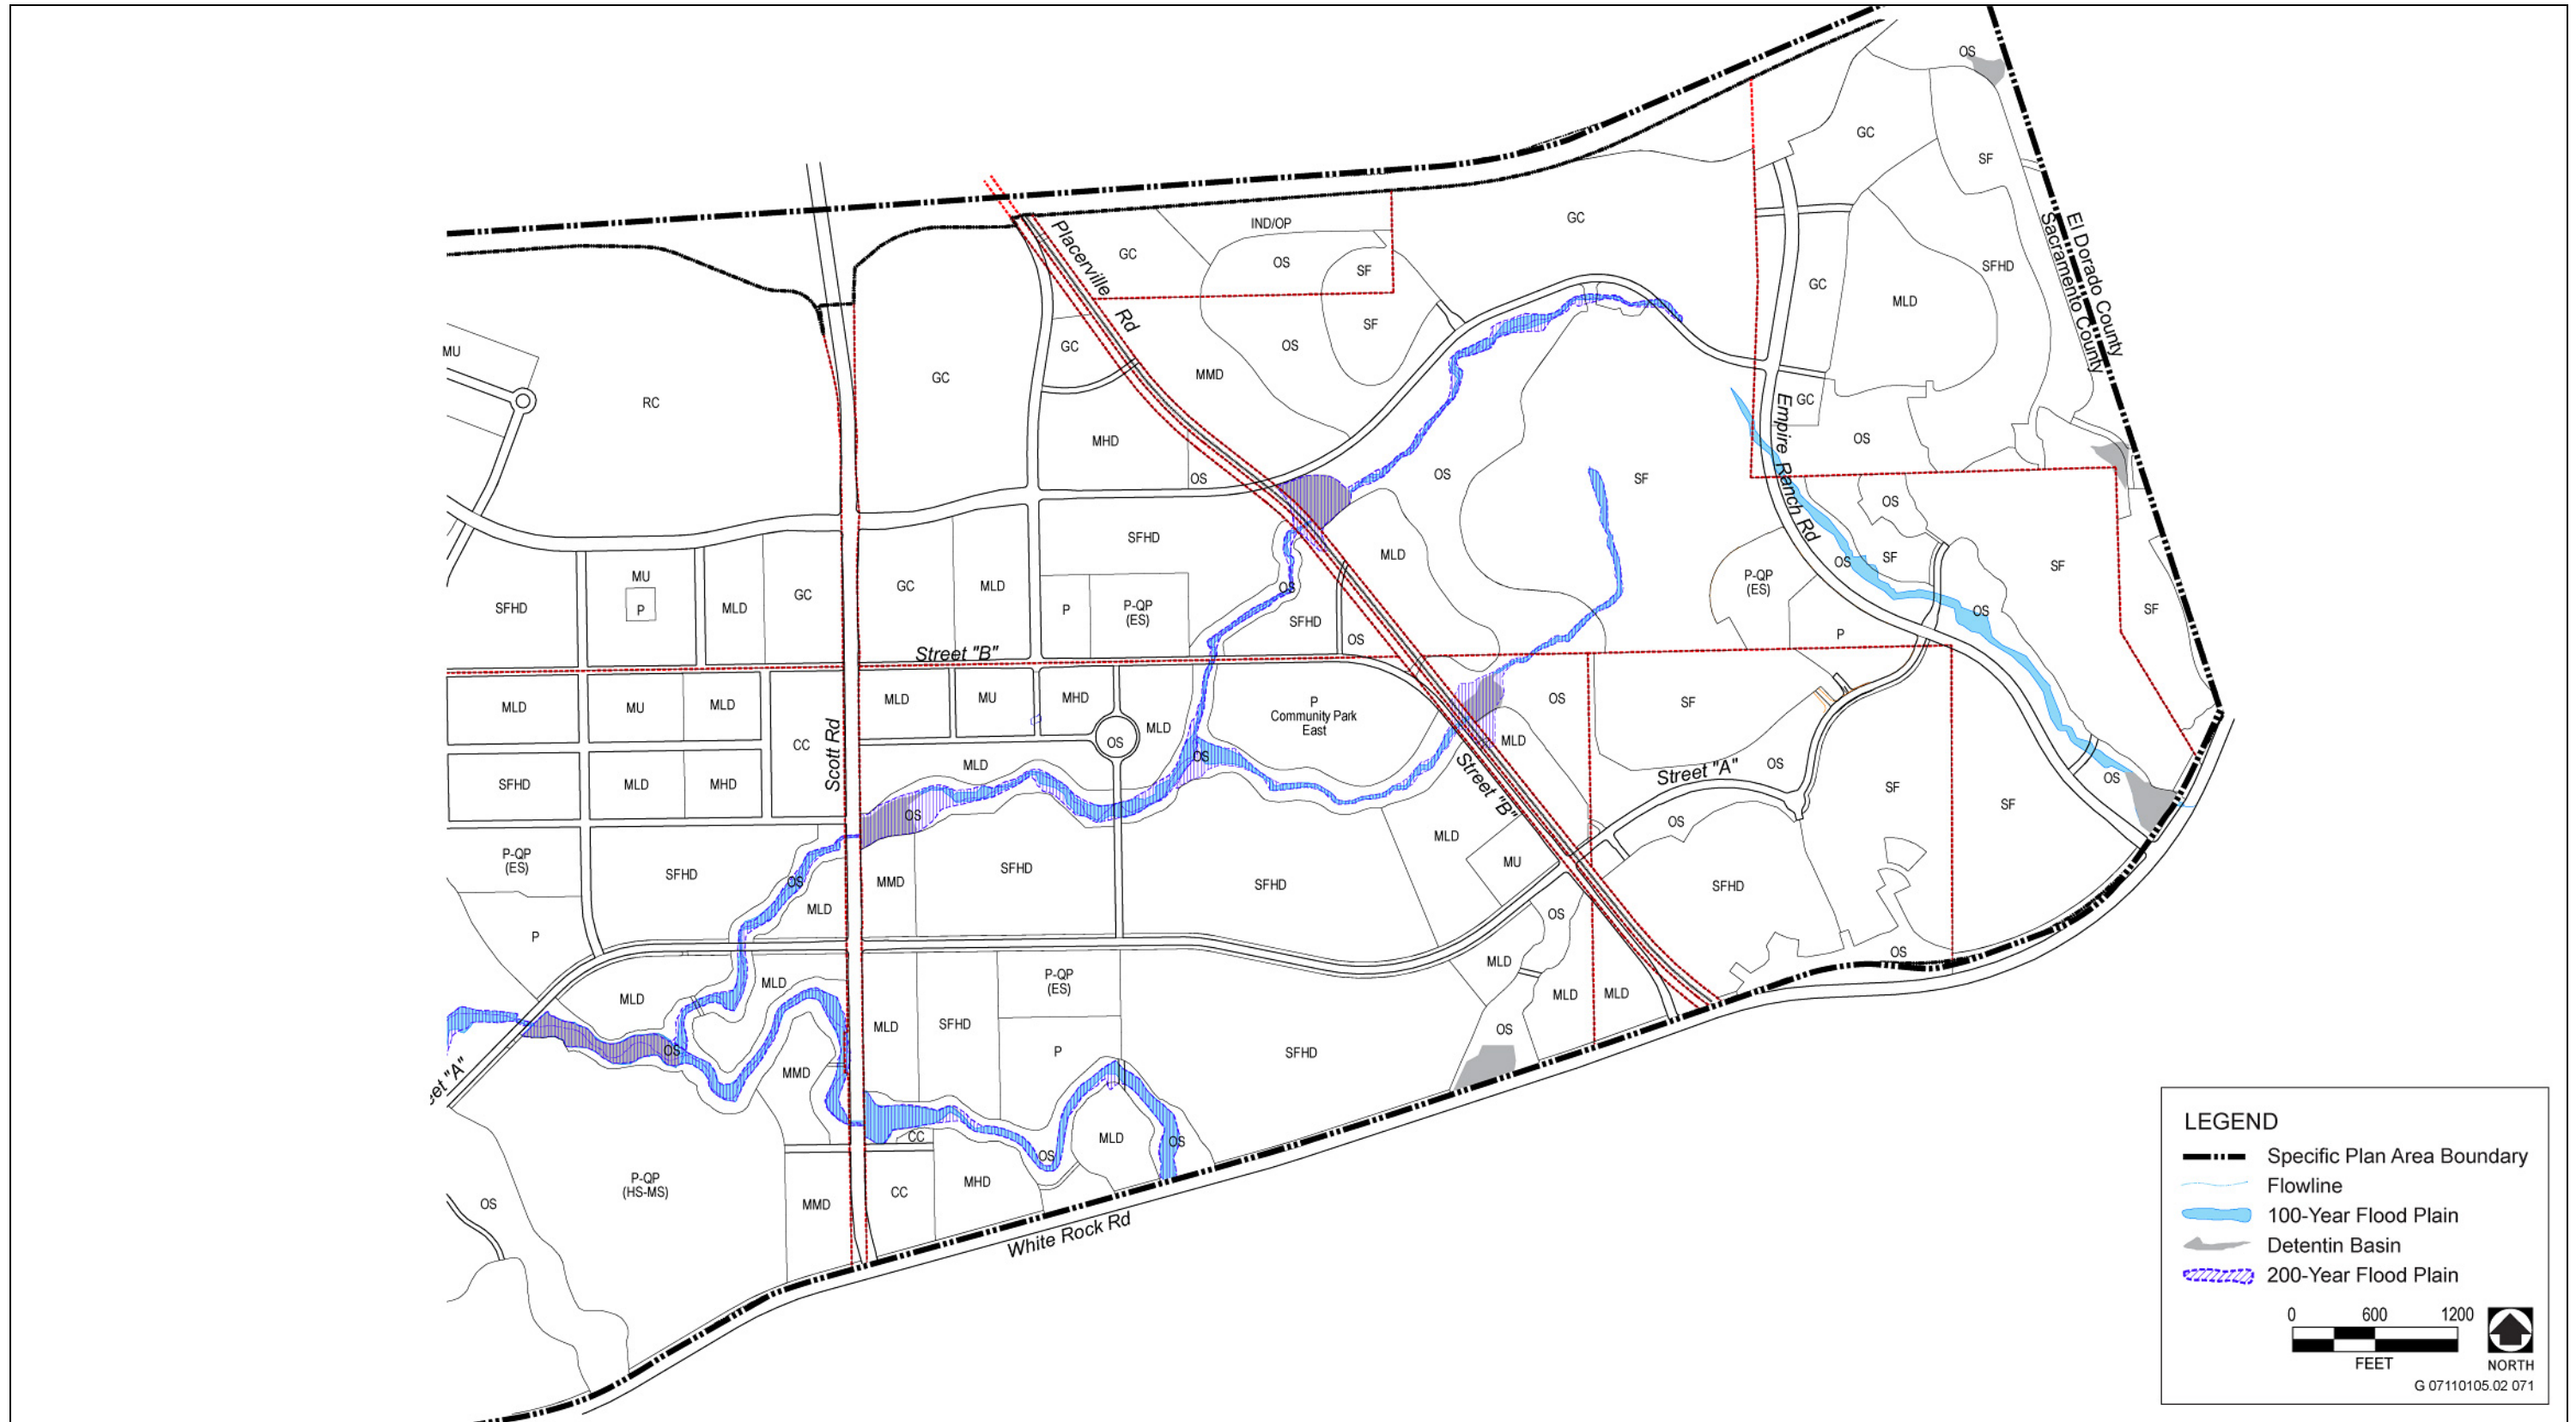 OS
GC
SF
El Dorado County
Sacramento County
Placerville Rd
IND/OP
GC
GC
OS
SF
SFHD
GC
MLD
MU
GC
SF
OS
RC
GC
MMD
GC
Empire Ranch Rd
MHD
OS
OS
OS
SF
OS
SFHD
MLD
OS
SF
OS
SF
MU
P-QP
(ES)
SFHD
P
MLD
GC
GC
MLD
P
P-QP
(ES)
OS
SFHD
OS
SF
OS
P
Street "B"
MLD
MU
MLD
MLD
MU
MHD
MLD
P
Community Park
East
OS
SF
CC
Scott Rd
OS
OS
MLD
MLD
Street "B"
Street "A"
OS
OS
SFHD
MLD
MHD
OS
SF
SF
OS
MLD
MU
P-QP
(ES)
SFHD
OS
MMD
SFHD
SFHD
SFHD
MLD
P
OS
OS
MLD
MLD
MLD
P-QP
(ES)
MLD
MLD
MLD
SFHD
P
SFHD
OS
OS
eet "A"
MMD
CC
MLD
OS
OS
P-QP
(HS-MS)
OS
MMD
CC
MHD
White Rock Rd
LEGEND
Specific Plan Area Boundary
Flowline
100-Year Flood Plain
Detentin Basin
200-Year Flood Plain
0 600 1200
FEET
NORTH
G 07110105.02 071